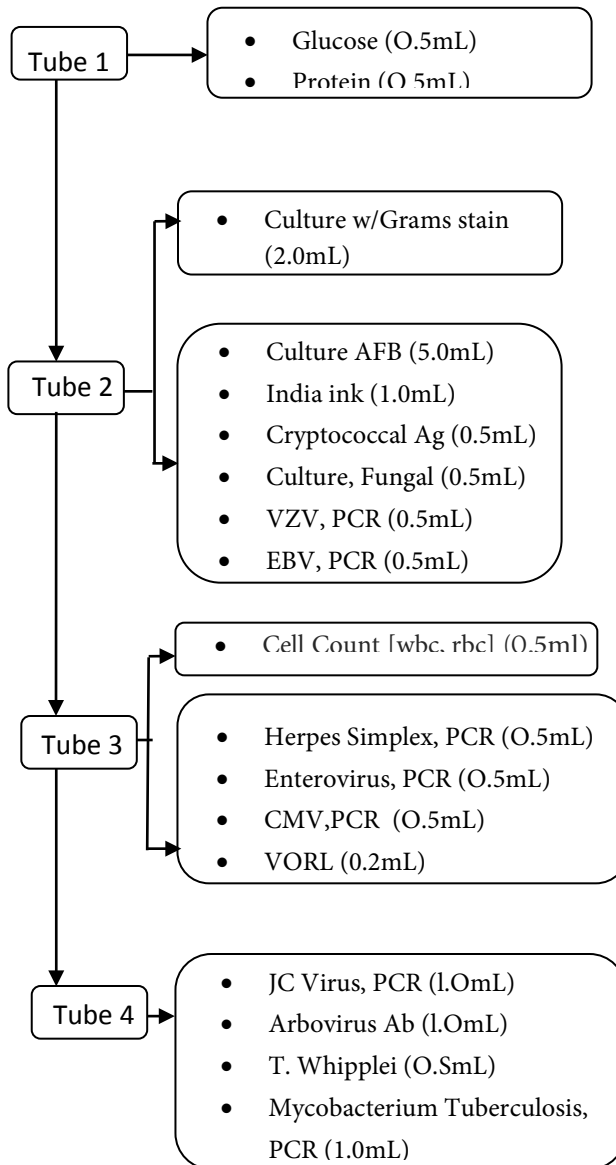 Tube 1
• Glucose (O.5mL)
• Protein (O.5mL)
• Culture w/Grams stain
(2.0mL)
Tube 2
• Culture AFB (5.0mL)
• India ink (1.0mL)
• Cryptococcal Ag (0.5mL)
• Culture, Fungal (0.5mL)
• VZV, PCR (0.5mL)
• EBV, PCR (0.5mL)
• Cell Count [wbc, rbc] (0.5ml)
Tube 3
• Herpes Simplex, PCR (O.5mL)
• Enterovirus, PCR (O.5mL)
• CMV,PCR (O.5mL)
• VORL (0.2mL)
Tube 4
• JC Virus, PCR (l.OmL)
• Arbovirus Ab (l.OmL)
• T. Whipplei (O.SmL)
• Mycobacterium Tuberculosis,
PCR (1.0mL)